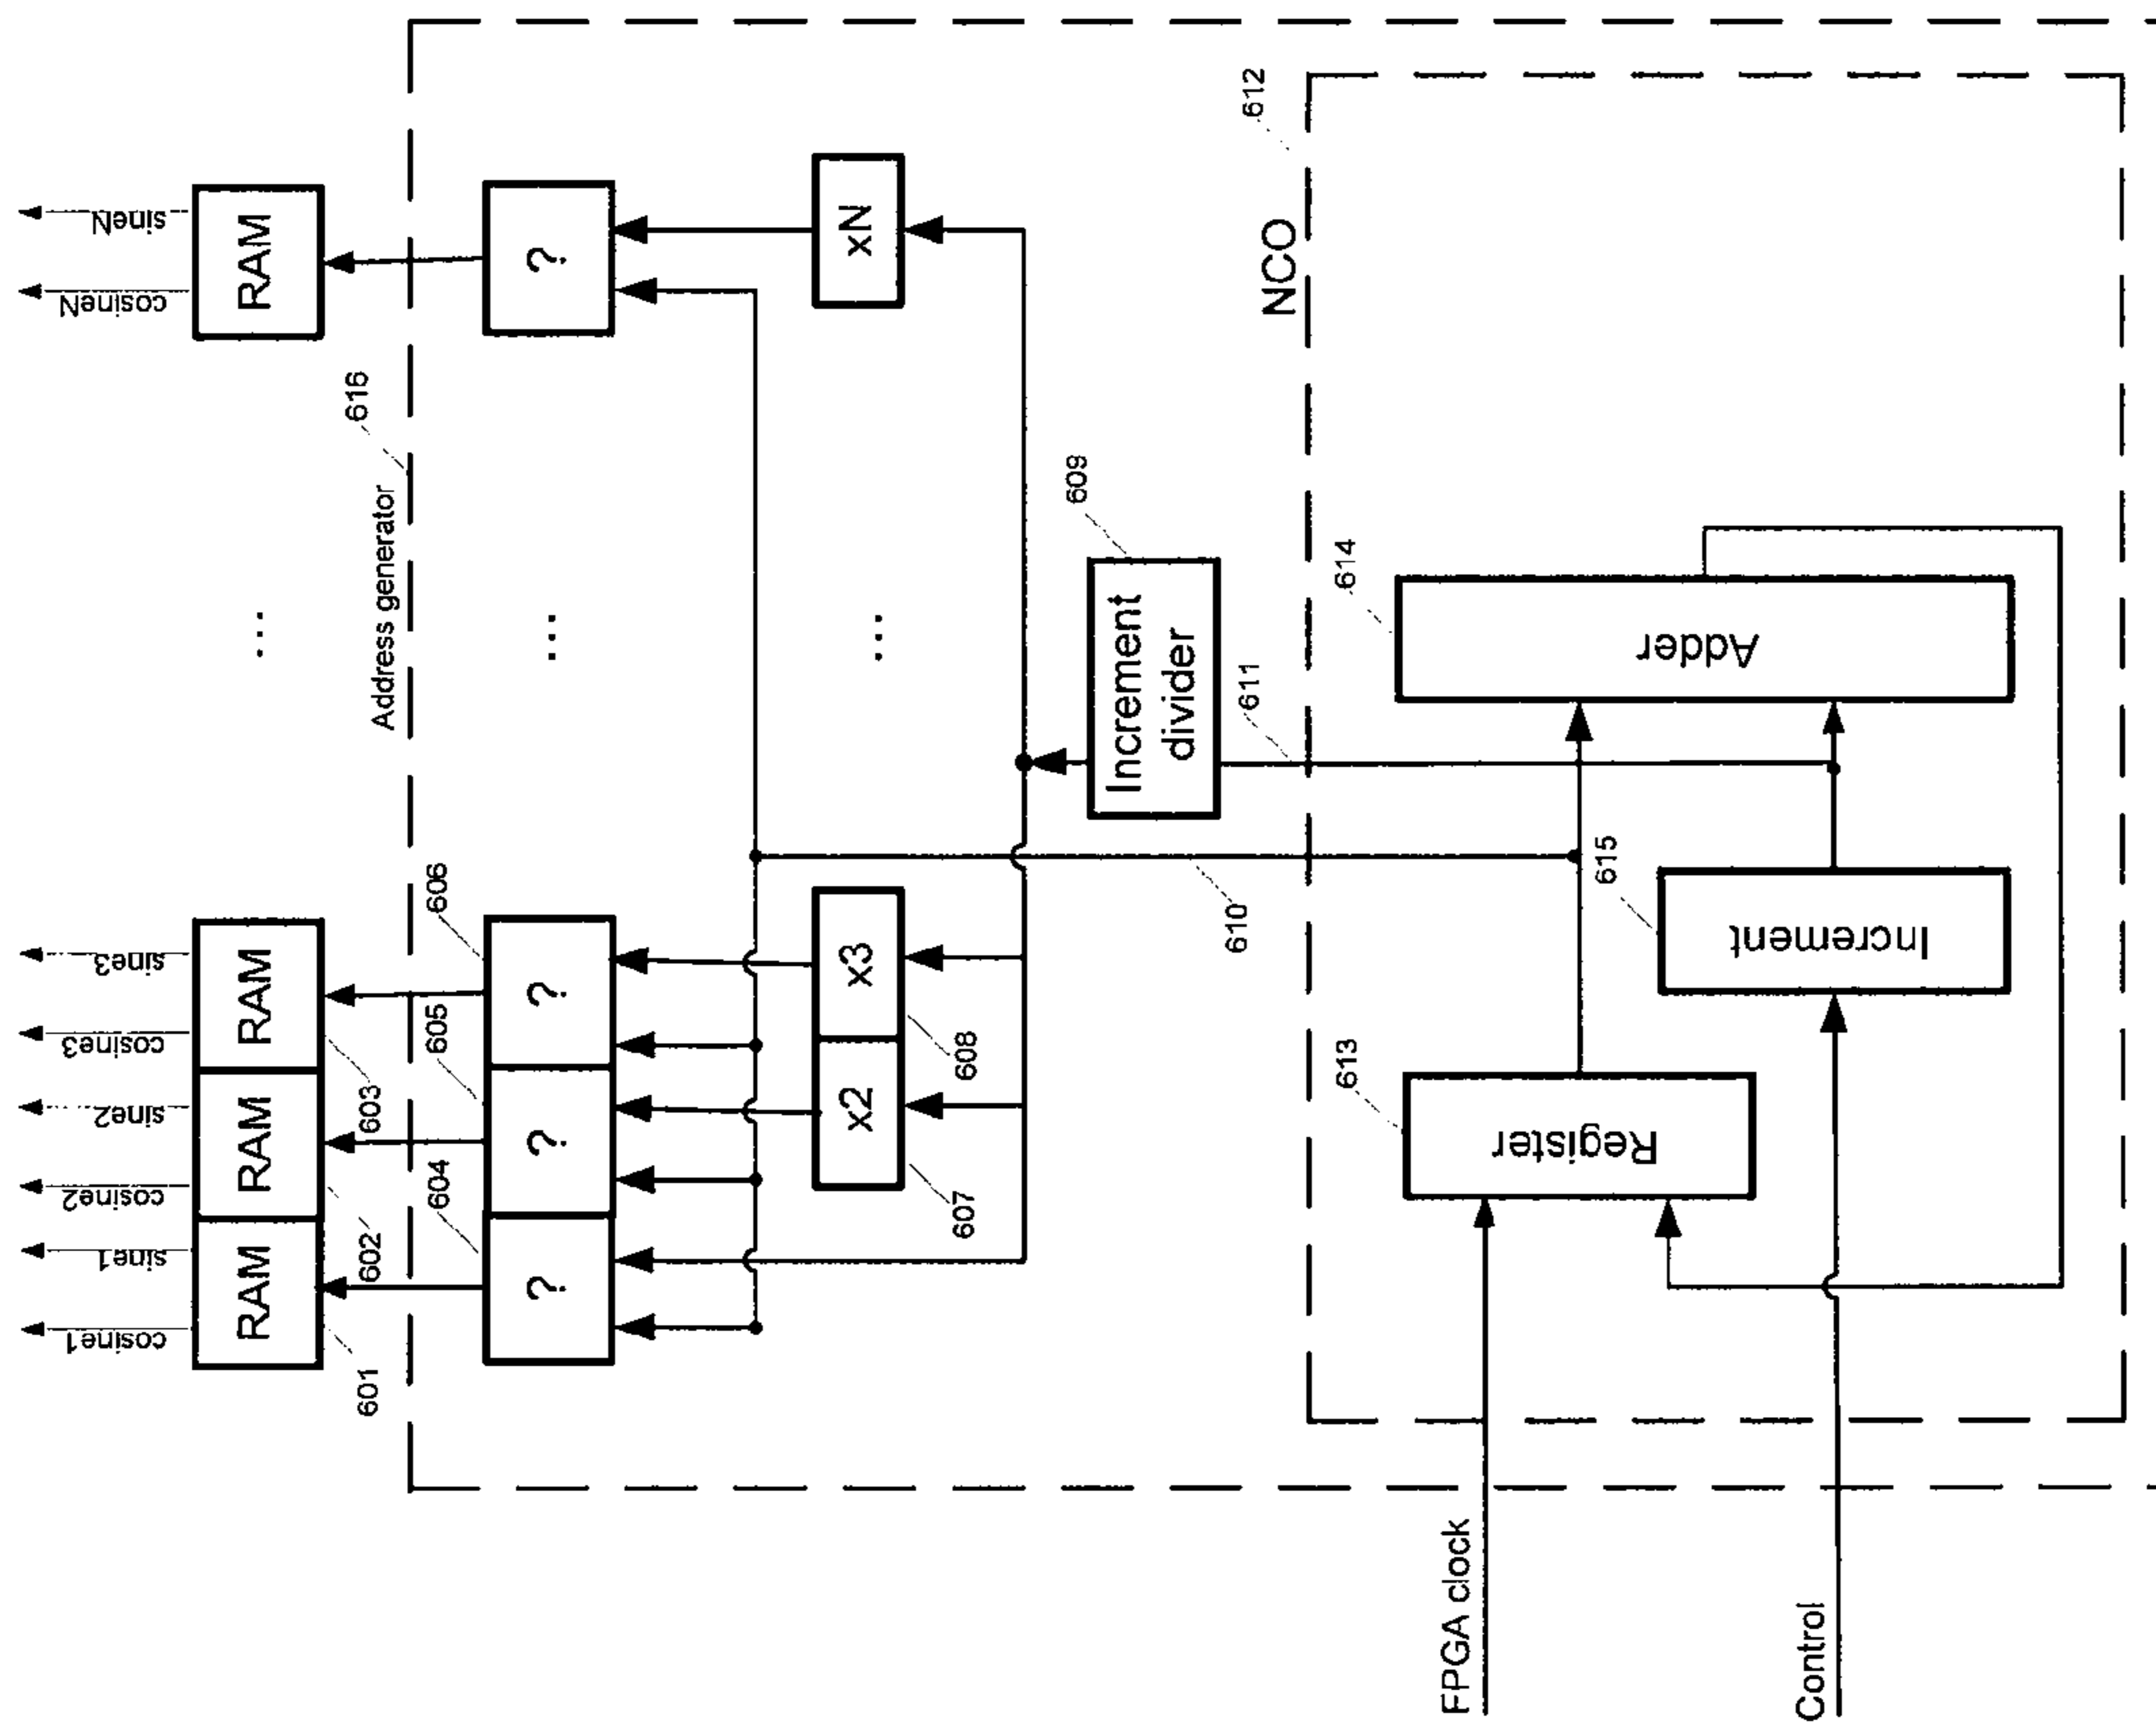 cosine1
sine1
cosine2
sine2
cosine3
sine3
cosineN
sineN
RAM
RAM
RAM
...
RAM
601
602
603
Address generator
616
604
605
606
?
?
?
...
?
x2
x3
...
xN
607
608
610
Increment
divider
609
611
NCO
612
613
Register
615
Increment
614
Adder
FPGA clock
Control